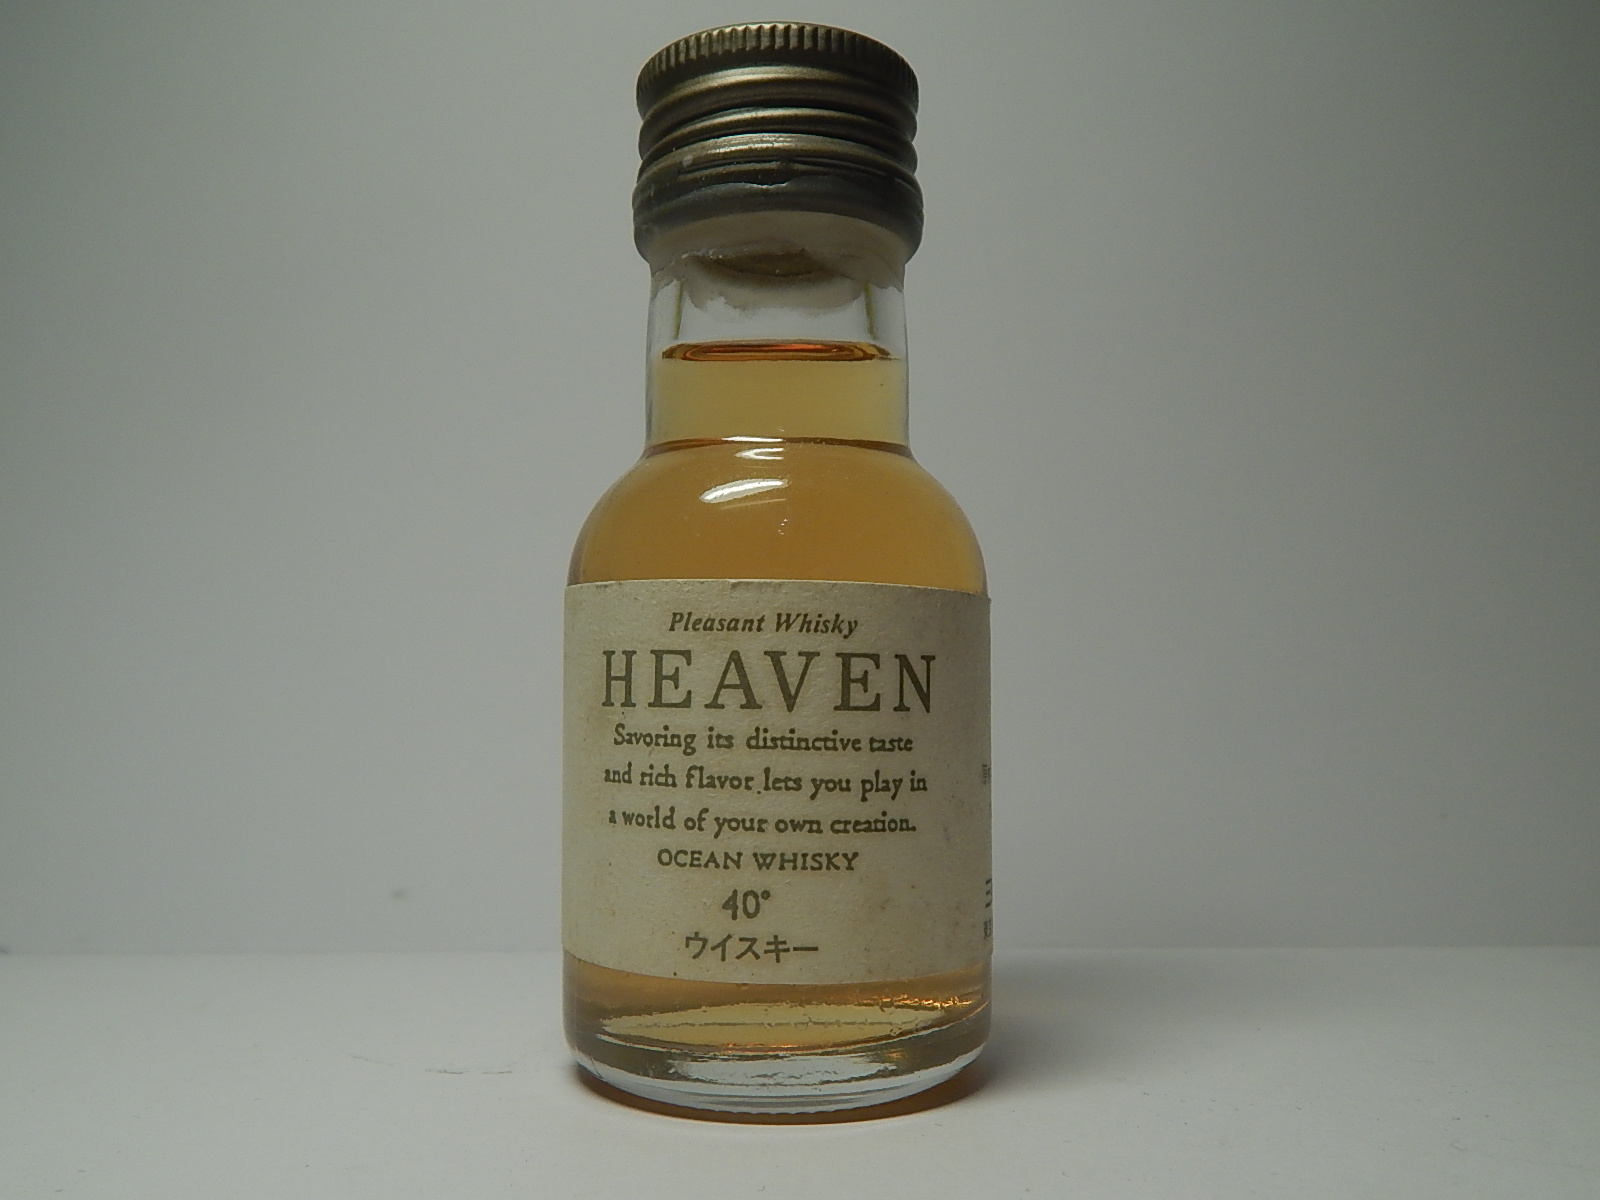 Pleasant Whisky
HEAVEN
Savoring its distinctive taste
and rich flavor lets you play in
a world of your own creation.
OCEAN WHISKY
40°
ウイスキー
三